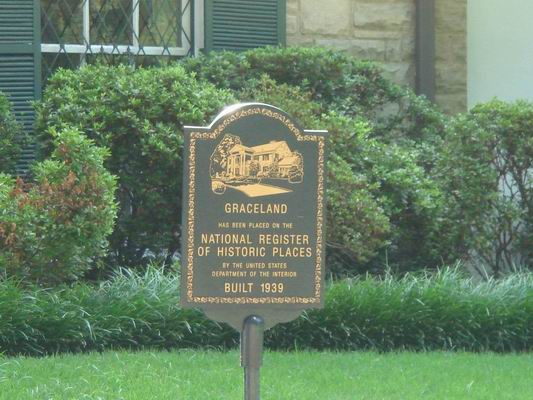 GRACELAND
HAS BEEN PLACED ON THE
NATIONAL REGISTER
OF HISTORIC PLACES
BY THE UNITED STATES
DEPARTMENT OF THE INTERIOR
BUILT 1939